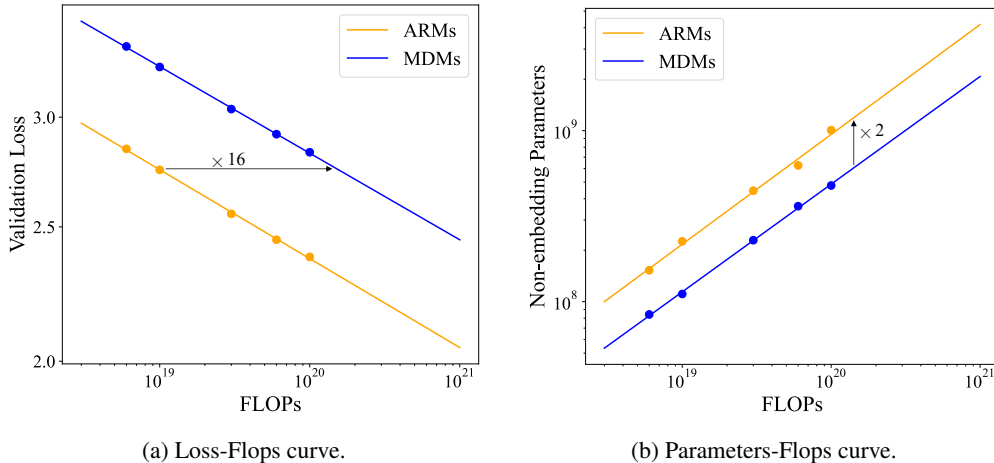 ARMs
MDMs
Validation Loss
3.0
2.5
2.0
× 16
10^19
10^20
10^21
FLOPs
(a) Loss-Flops curve.
ARMs
MDMs
Non-embedding Parameters
10^9
10^8
× 2
10^19
10^20
10^21
FLOPs
(b) Parameters-Flops curve.